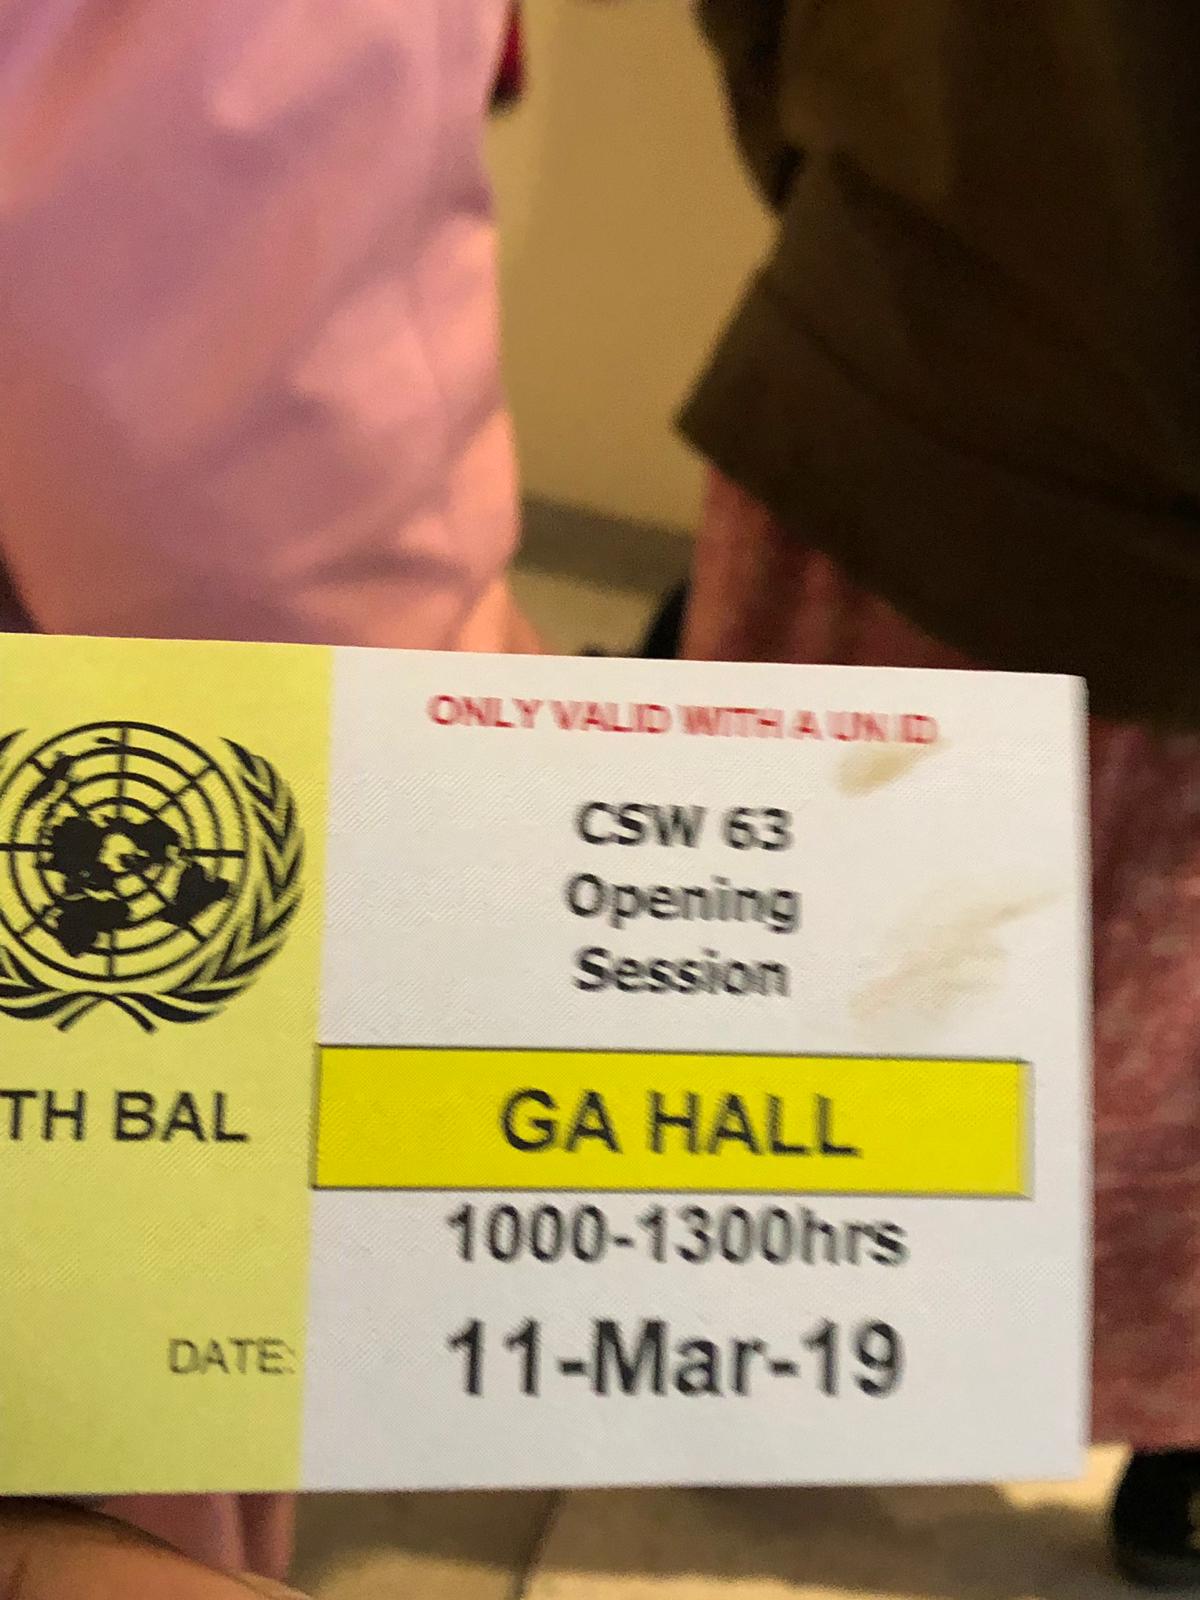 ONLY VALID WITH A UN ID
CSW 63
Opening
Session
TH BAL
GA HALL
1000-1300hrs
DATE:
11-Mar-19